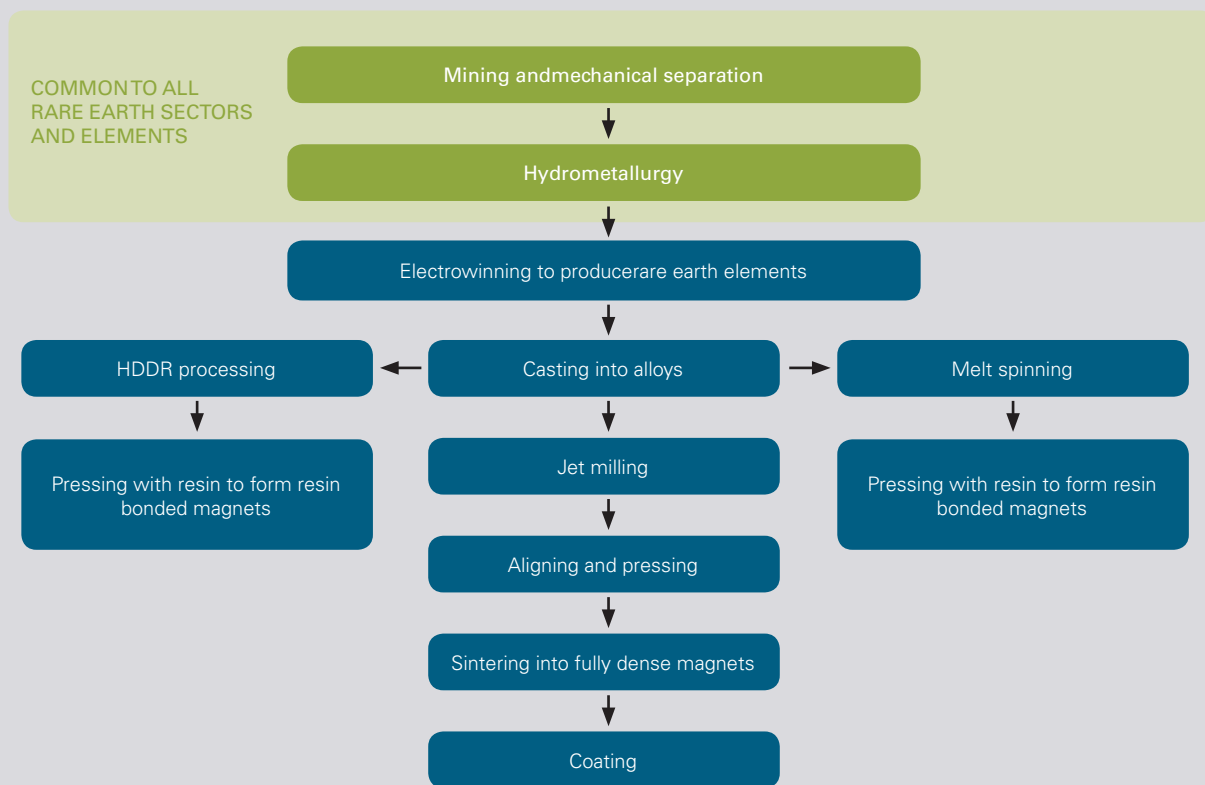 COMMON TO ALL
RARE EARTH SECTORS
AND ELEMENTS
Mining andmechanical separation
Hydrometallurgy
Electrowinning to producerare earth elements
HDDR processing
Casting into alloys
Melt spinning
Pressing with resin to form resin
bonded magnets
Jet milling
Pressing with resin to form resin
bonded magnets
Aligning and pressing
Sintering into fully dense magnets
Coating